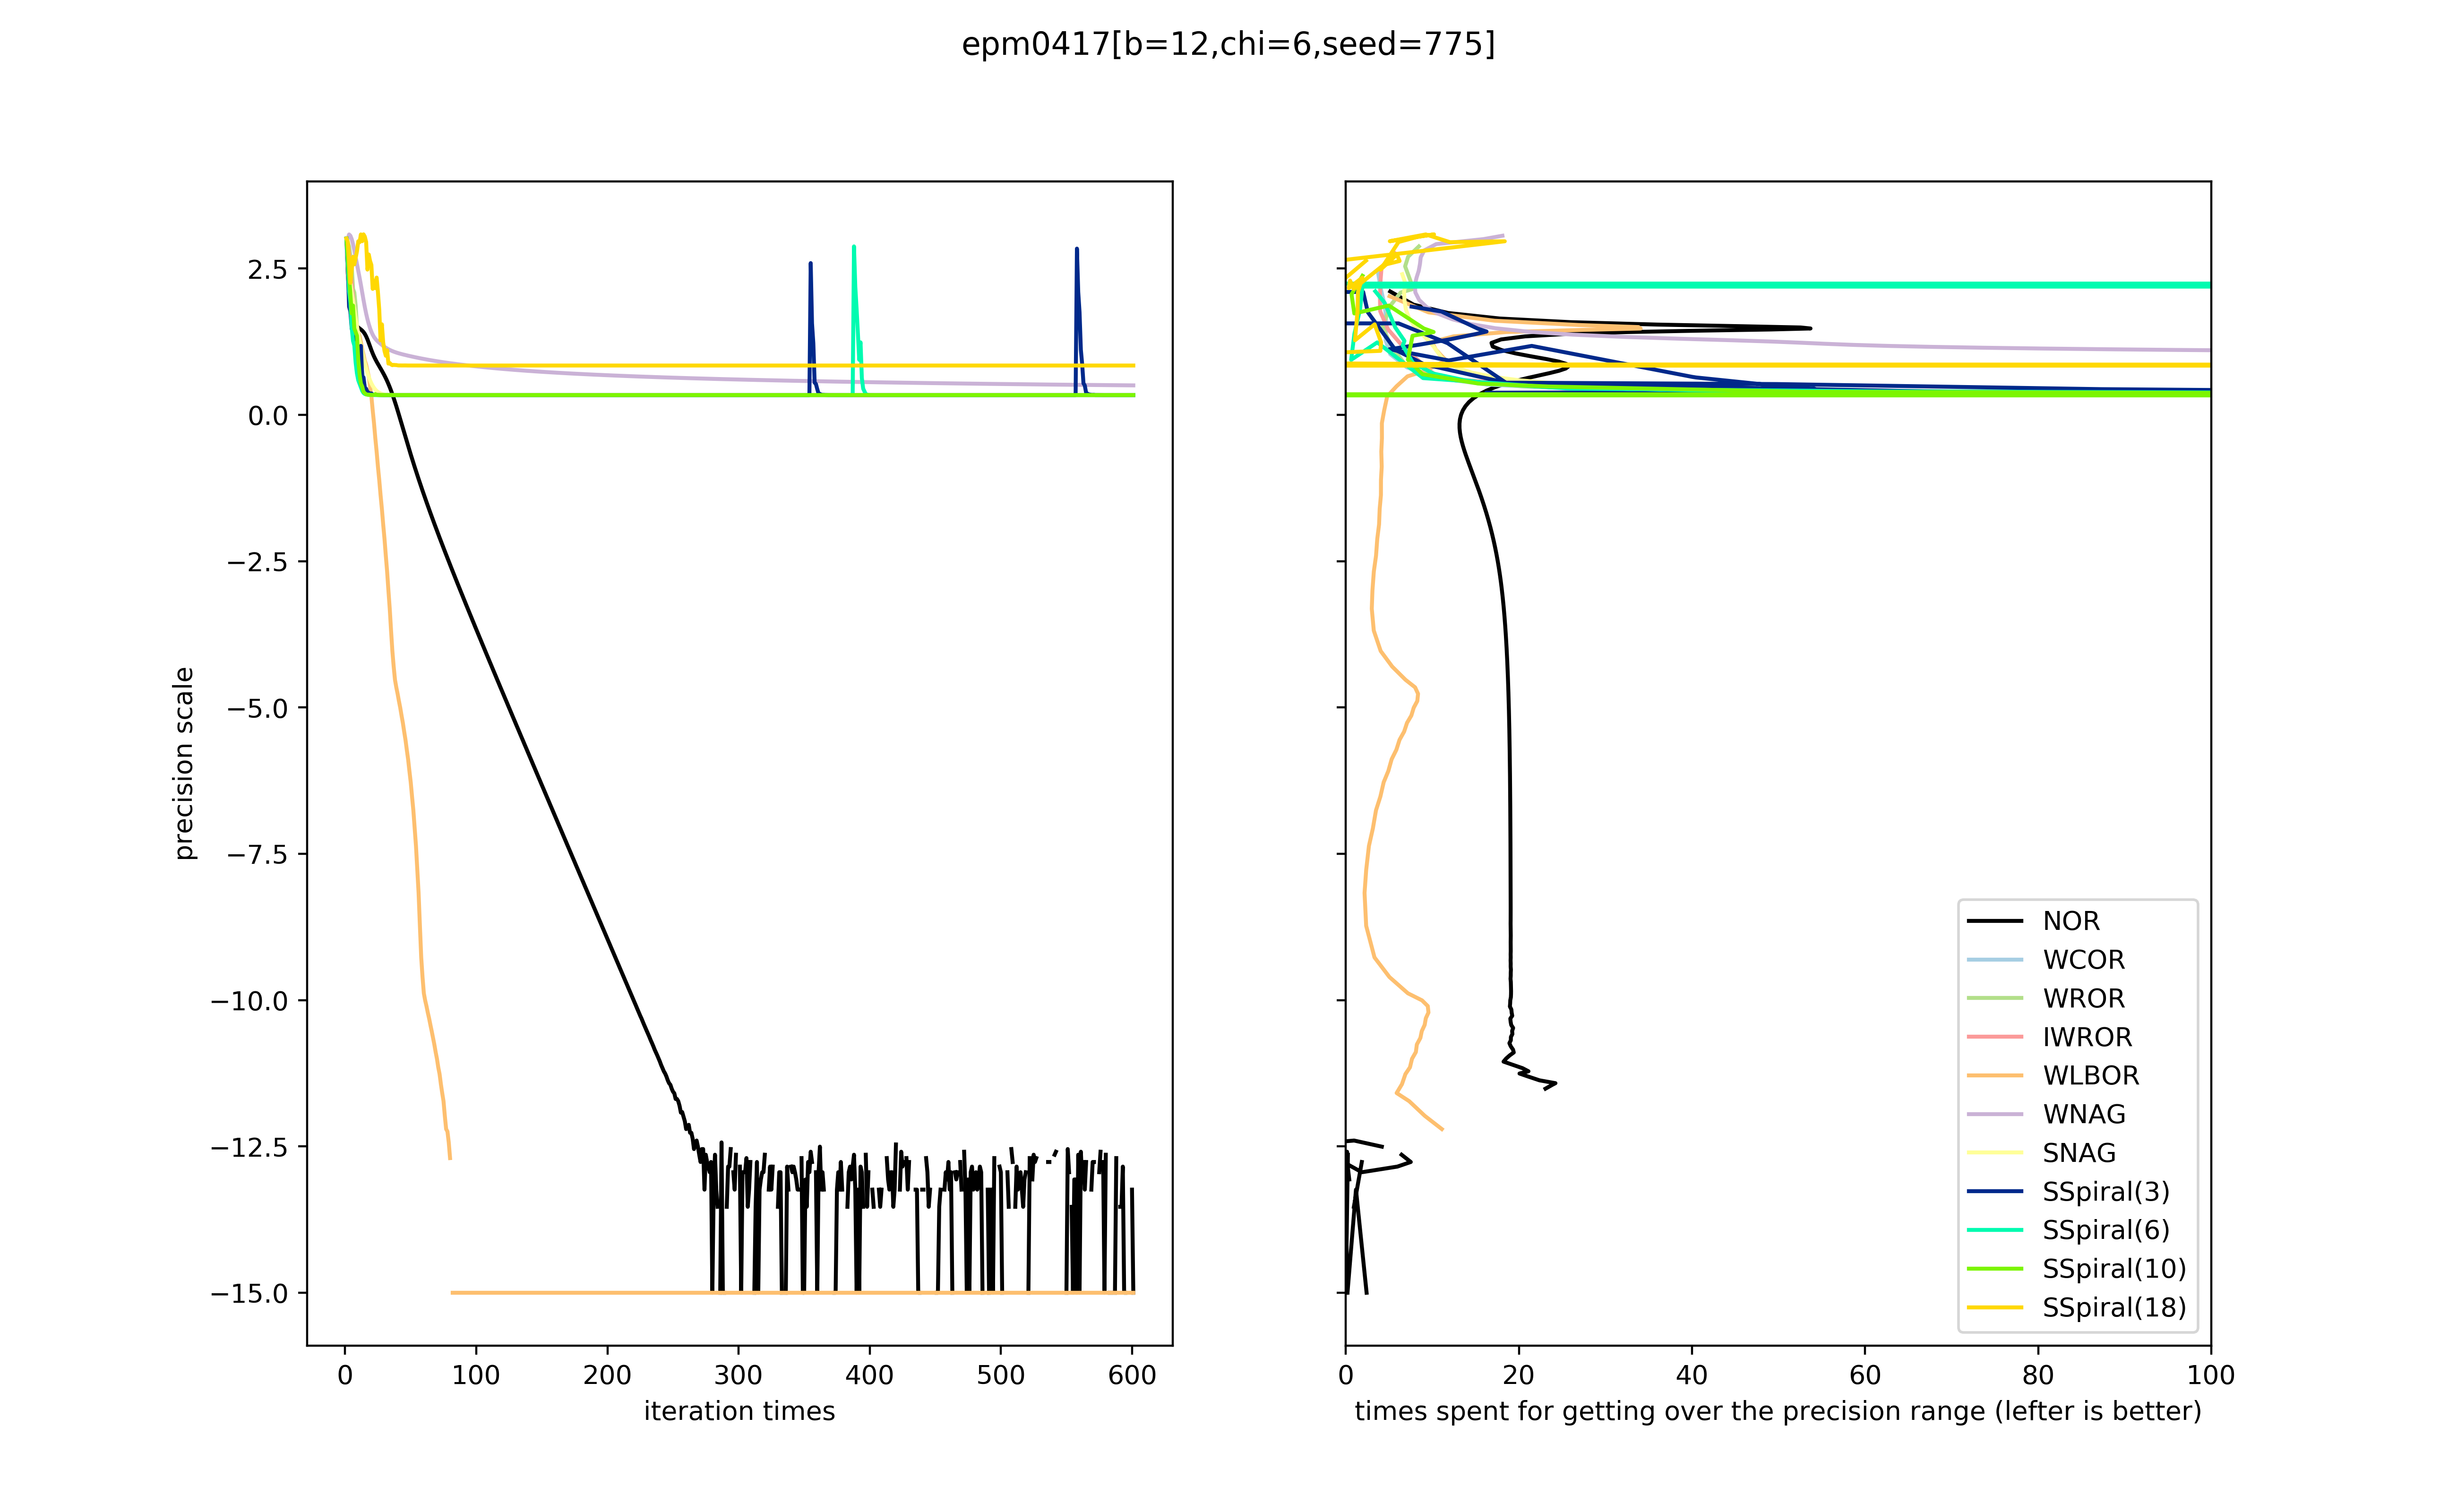 epm0417[b=12,chi=6,seed=775]
precision scale
2.5
0.0
−2.5
−5.0
−7.5
−10.0
−12.5
−15.0
0 100 200 300 400 500 600
iteration times
0 20 40 60 80 100
times spent for getting over the precision range (lefter is better)
NOR
WCOR
WROR
IWROR
WLBOR
WNAG
SNAG
SSpiral(3)
SSpiral(6)
SSpiral(10)
SSpiral(18)